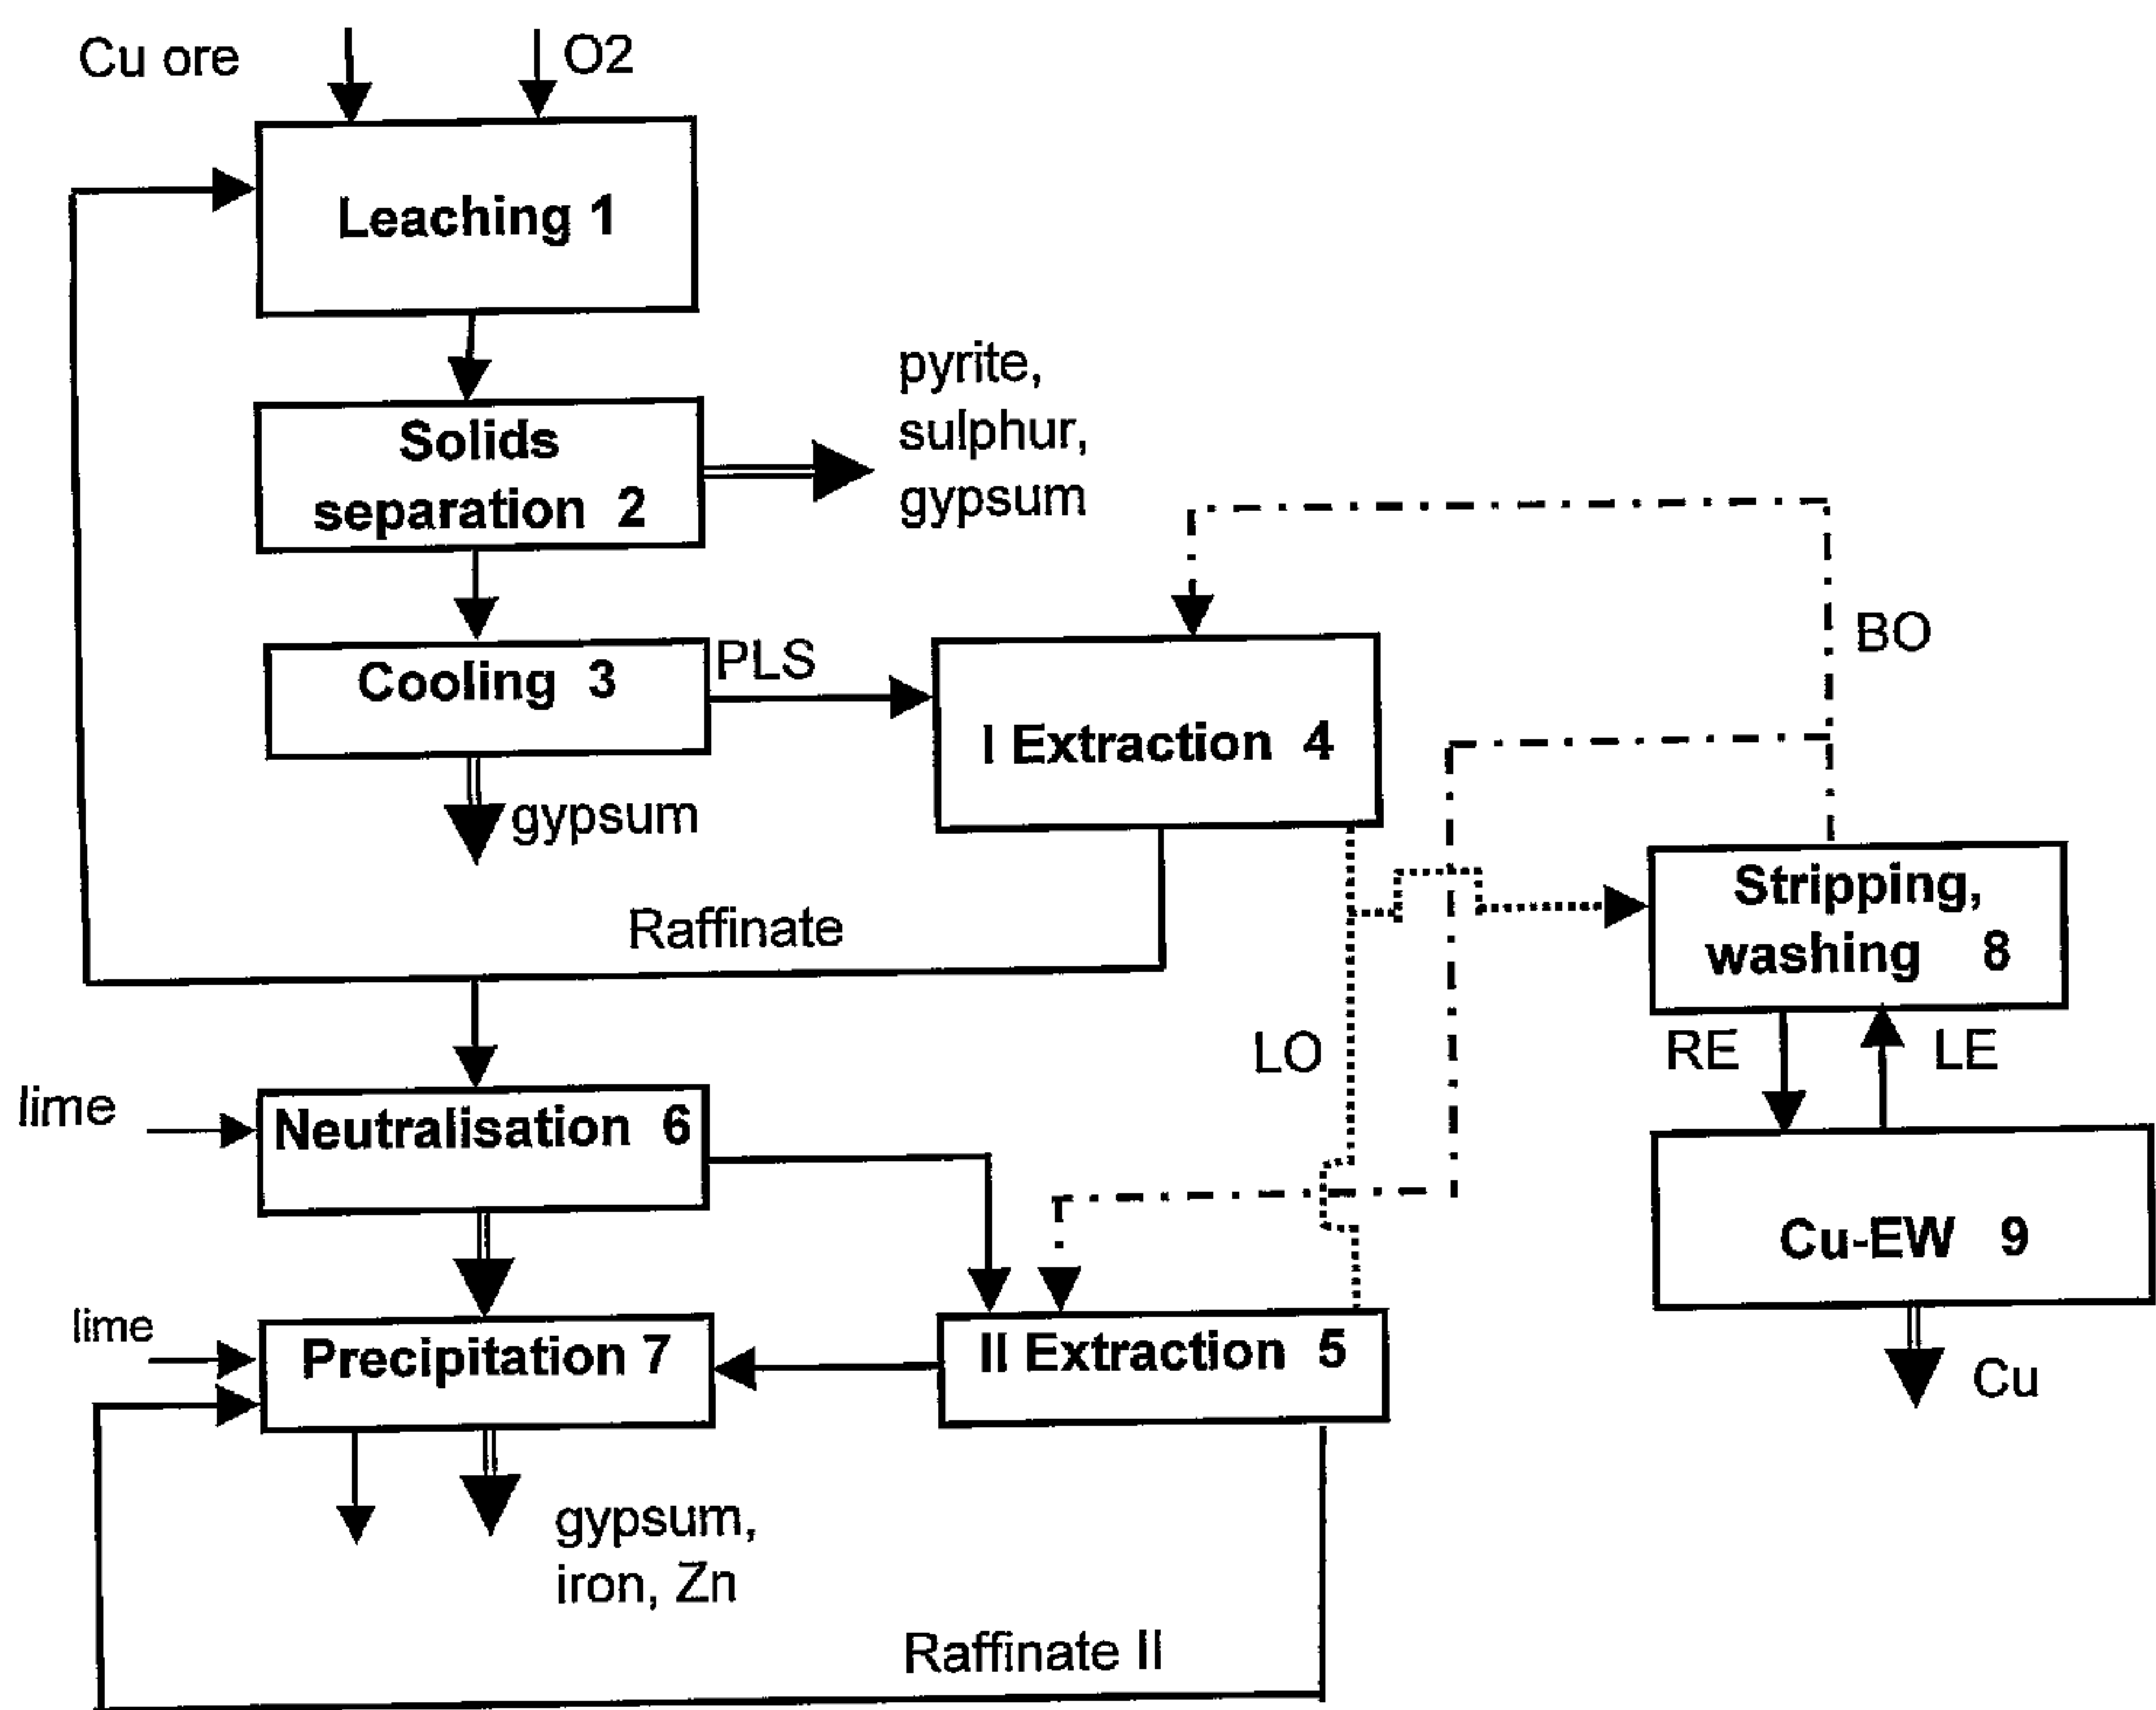 Cu ore
O2
Leaching 1
pyrite,
sulphur,
gypsum
Solids
separation 2
BO
PLS
Cooling 3
I Extraction 4
gypsum
Stripping,
washing 8
Raffinate
LO
RE
LE
lime
Neutralisation 6
Cu-EW 9
lime
Precipitation 7
II Extraction 5
Cu
gypsum,
iron, Zn
Raffinate II